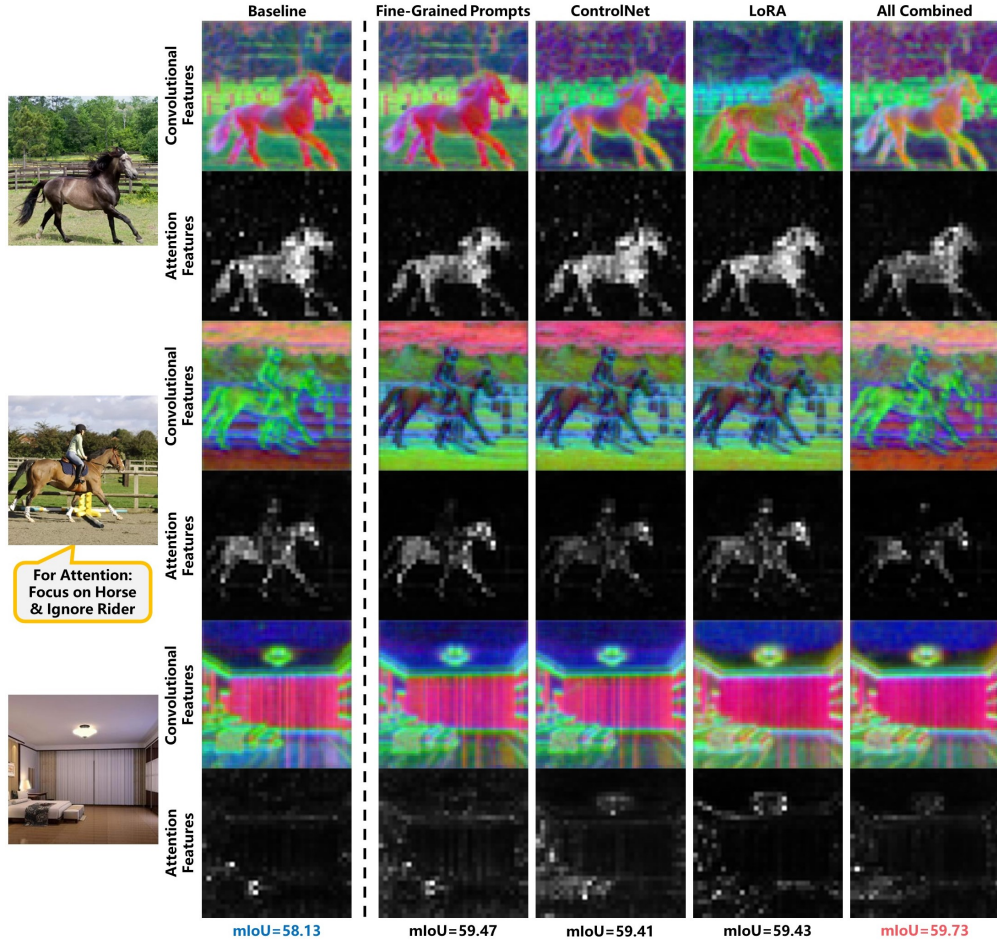 Baseline
Fine-Grained Prompts
ControlNet
LoRA
All Combined
Convolutional
Features
Attention
Features
Convolutional
Features
Attention
Features
For Attention:
Focus on Horse
& Ignore Rider
Convolutional
Features
Attention
Features
mIoU=58.13
mIoU=59.47
mIoU=59.41
mIoU=59.43
mIoU=59.73